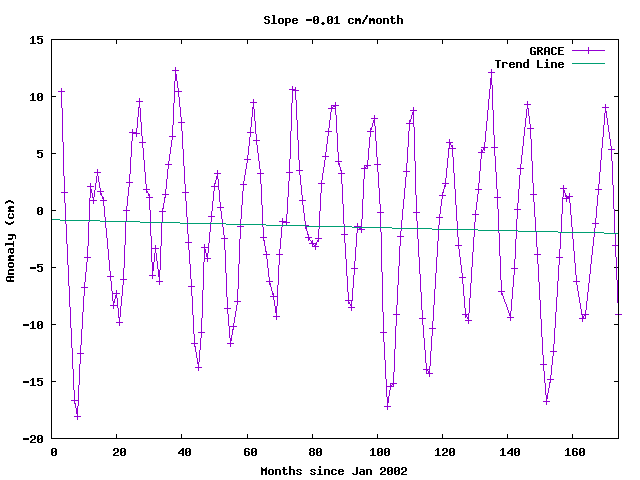 Slope -0.01 cm/month
GRACE
Trend Line
15
10
5
0
-5
-10
-15
-20
Anomaly (cm)
0 20 40 60 80 100 120 140 160
Months since Jan 2002